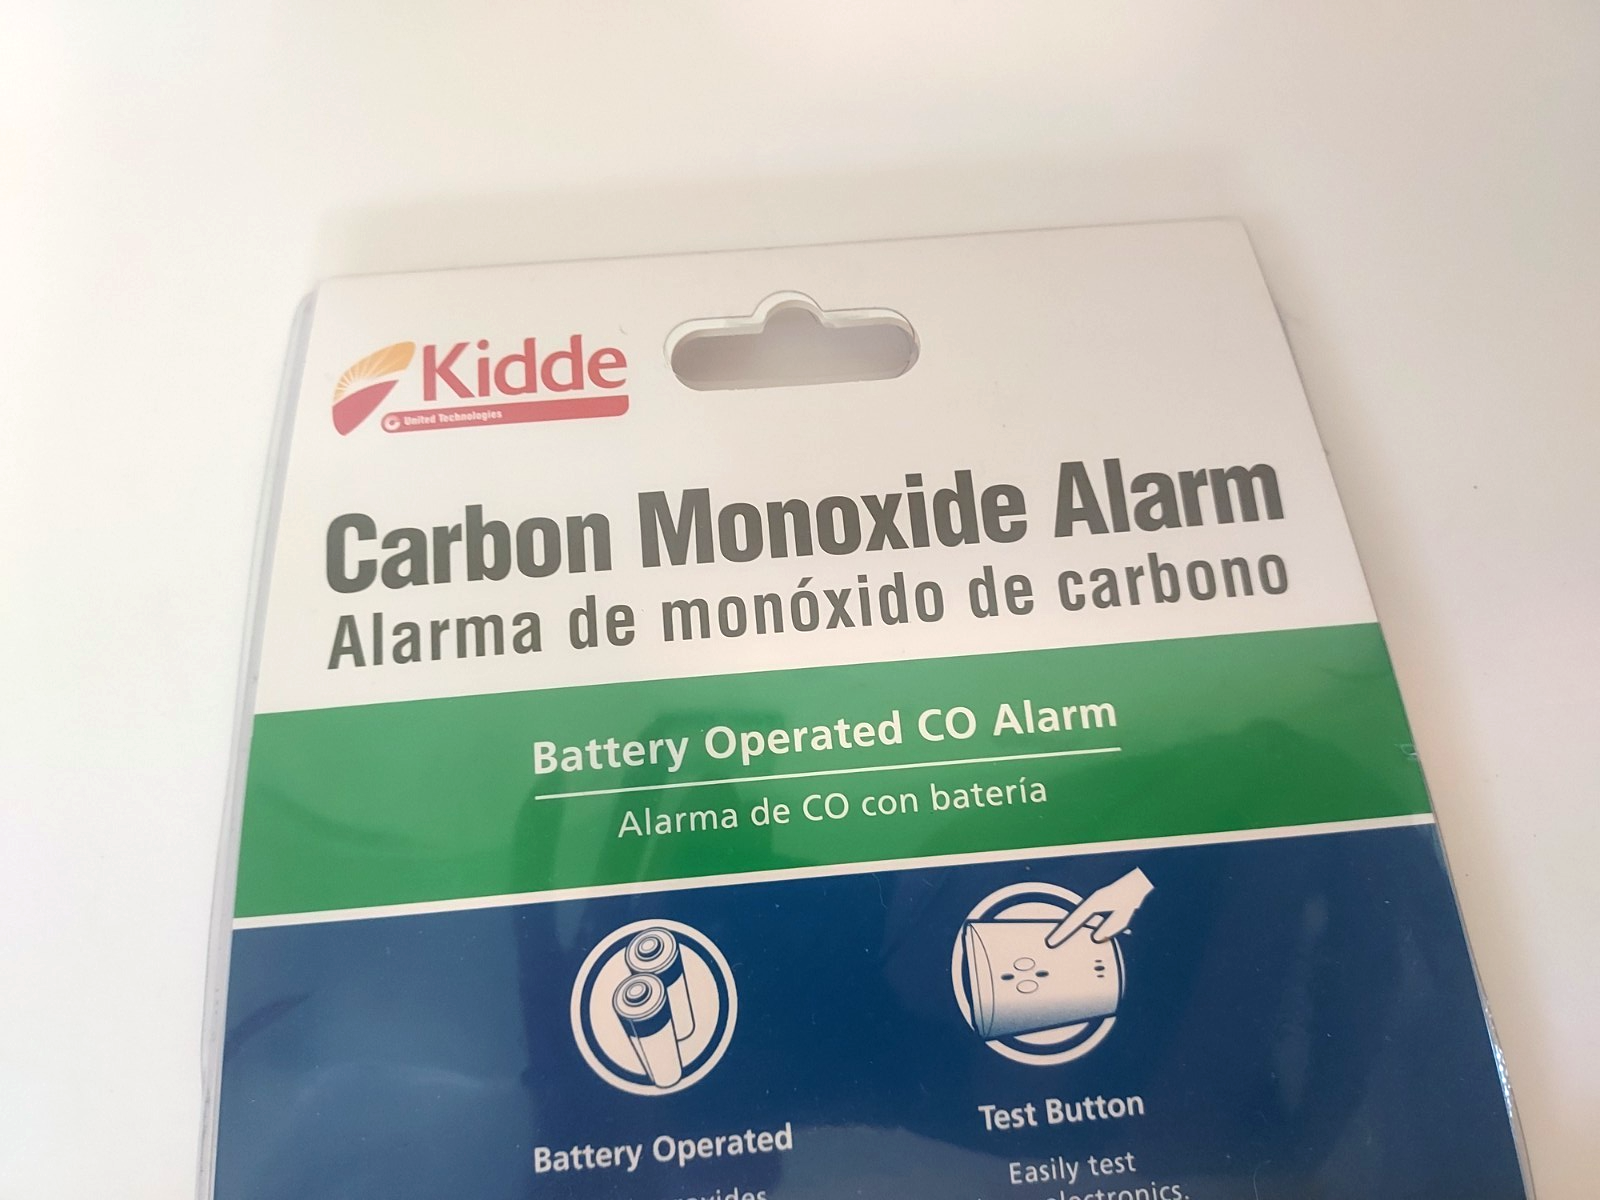 Kidde
United Technologies
Carbon Monoxide Alarm
Alarma de monóxido de carbono
Battery Operated CO Alarm
Alarma de CO con batería
Battery Operated
Test Button
Easily test